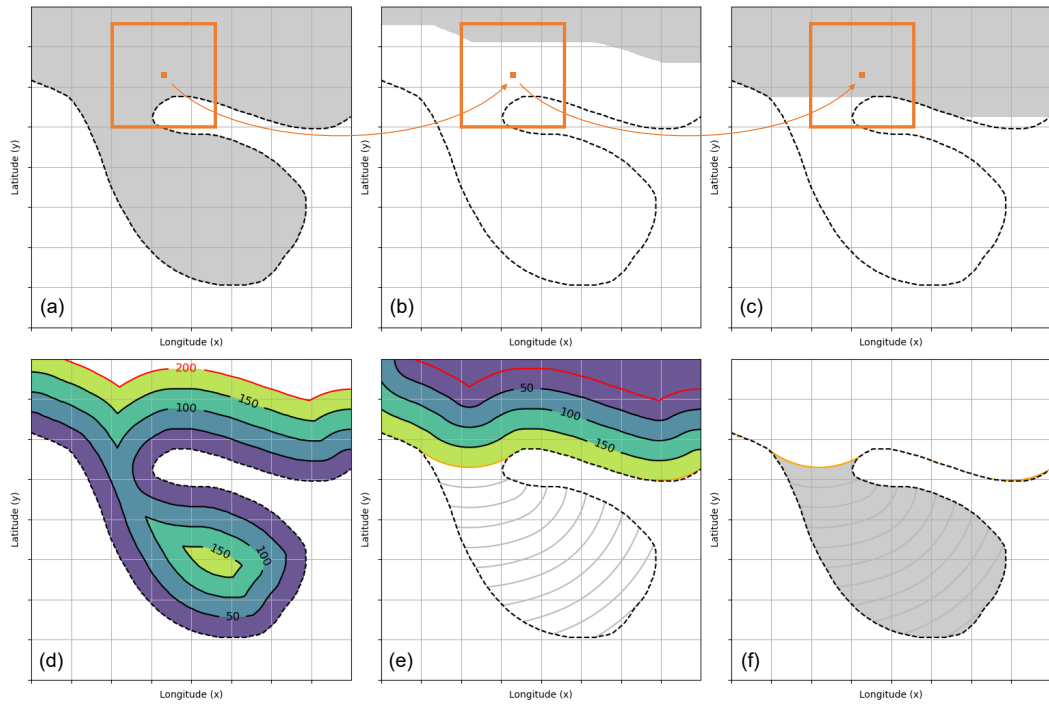 Latitude (y)
(a)
Longitude (x)
Latitude (y)
(b)
Longitude (x)
Latitude (y)
(c)
Longitude (x)
200
150
100
150
100
50
Latitude (y)
(d)
Longitude (x)
50
100
150
Latitude (y)
(e)
Longitude (x)
Latitude (y)
(f)
Longitude (x)